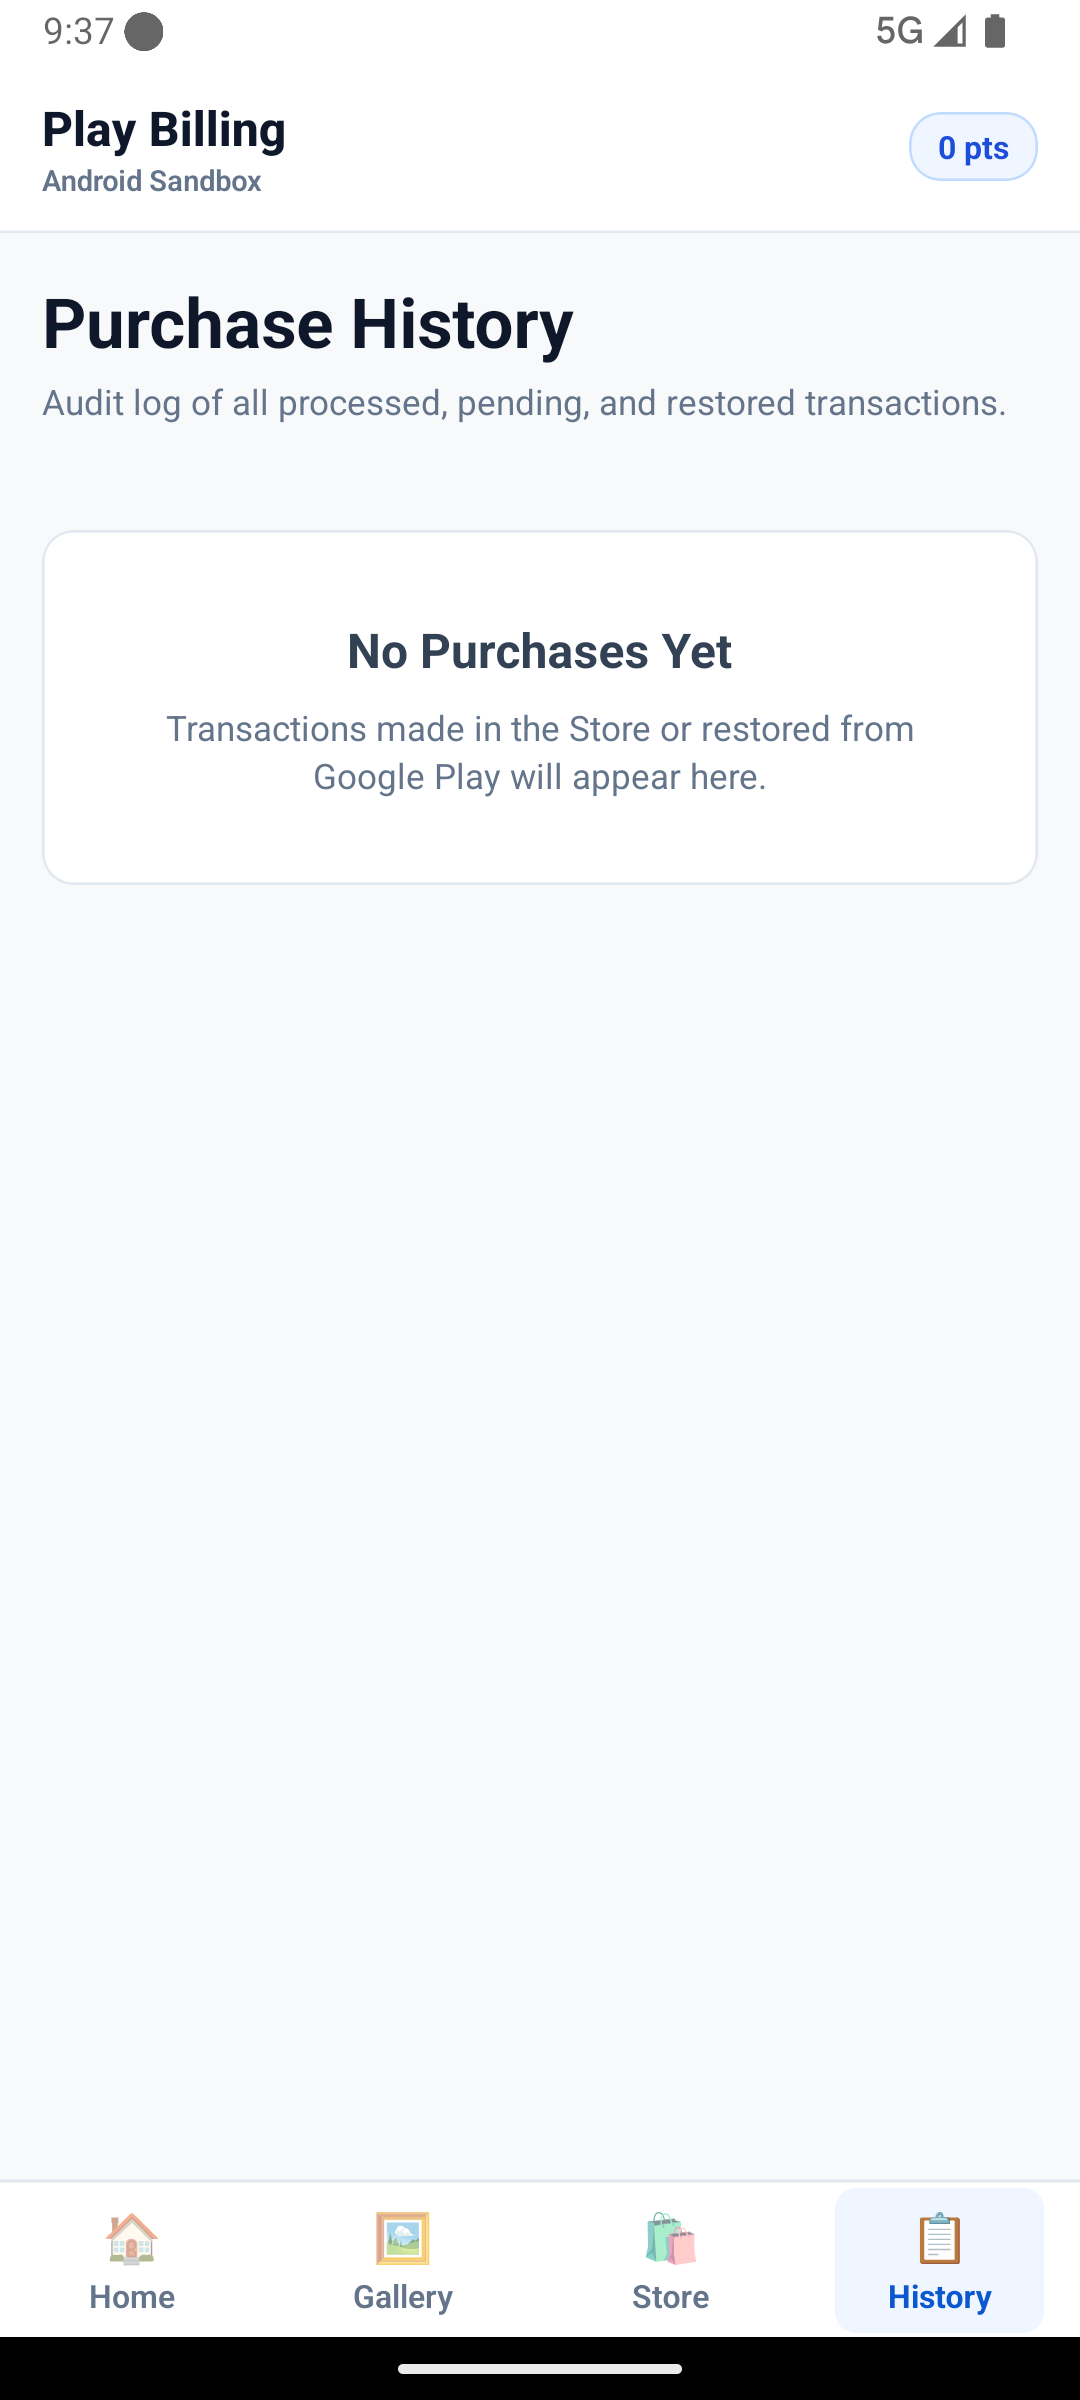 9:37
5G
Play Billing
Android Sandbox
0 pts
Purchase History
Audit log of all processed, pending, and restored transactions.
No Purchases Yet
Transactions made in the Store or restored from
Google Play will appear here.
Home
Gallery
Store
History